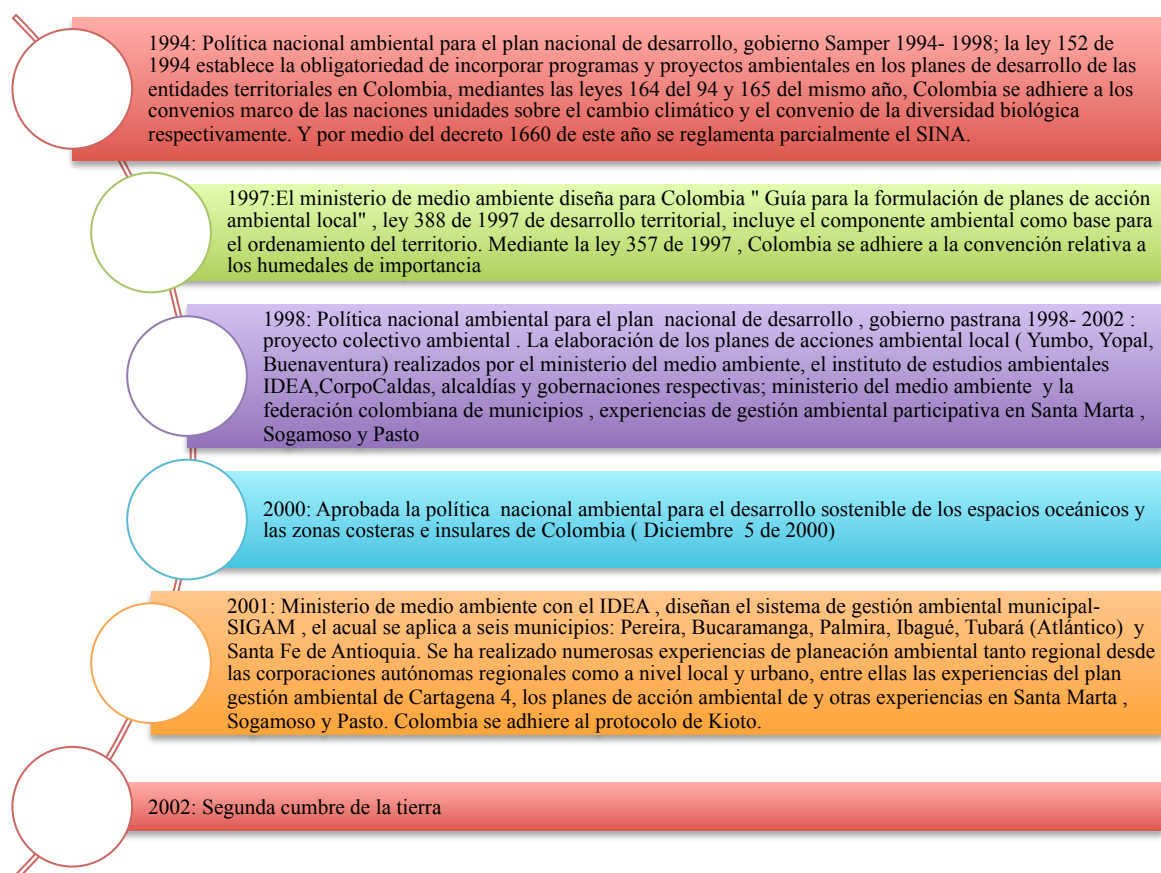 1994: Política nacional ambiental para el plan nacional de desarrollo, gobierno Samper 1994- 1998; la ley 152 de
1994 establece la obligatoriedad de incorporar programas y proyectos ambientales en los planes de desarrollo de las
entidades territoriales en Colombia, mediantes las leyes 164 del 94 y 165 del mismo año, Colombia se adhiere a los
convenios marco de las naciones unidas sobre el cambio climático y el convenio de la diversidad biológica
respectivamente. Y por medio del decreto 1660 de este año se reglamenta parcialmente el SINA.
1997:El ministerio de medio ambiente diseña para Colombia " Guía para la formulación de planes de acción
ambiental local" , ley 388 de 1997 de desarrollo territorial, incluye el componente ambiental como base para
el ordenamiento del territorio. Mediante la ley 357 de 1997 , Colombia se adhiere a la convención relativa a
los humedales de importancia
1998: Política nacional ambiental para el plan nacional de desarrollo , gobierno pastrana 1998- 2002 :
proyecto colectivo ambiental . La elaboración de los planes de acciones ambiental local ( Yumbo, Yopal,
Buenaventura) realizados por el ministerio del medio ambiente, el instituto de estudios ambientales
IDEA,CorpoCaldas, alcaldías y gobernaciones respectivas; ministerio del medio ambiente y la
federación colombiana de municipios , experiencias de gestión ambiental participativa en Santa Marta ,
Sogamoso y Pasto
2000: Aprobada la política nacional ambiental para el desarrollo sostenible de los espacios oceánicos y
las zonas costeras e insulares de Colombia ( Diciembre 5 de 2000)
2001: Ministerio de medio ambiente con el IDEA , diseñan el sistema de gestión ambiental municipal-
SIGAM , el acual se aplica a seis municipios: Pereira, Bucaramanga, Palmira, Ibagué, Tubará (Atlántico) y
Santa Fe de Antioquia. Se ha realizado numerosas experiencias de planeación ambiental tanto regional desde
las corporaciones autónomas regionales como a nivel local y urbano, entre ellas las experiencias del plan
gestión ambiental de Cartagena 4, los planes de acción ambiental de y otras experiencias en Santa Marta ,
Sogamoso y Pasto. Colombia se adhiere al protocolo de Kioto.
2002: Segunda cumbre de la tierra